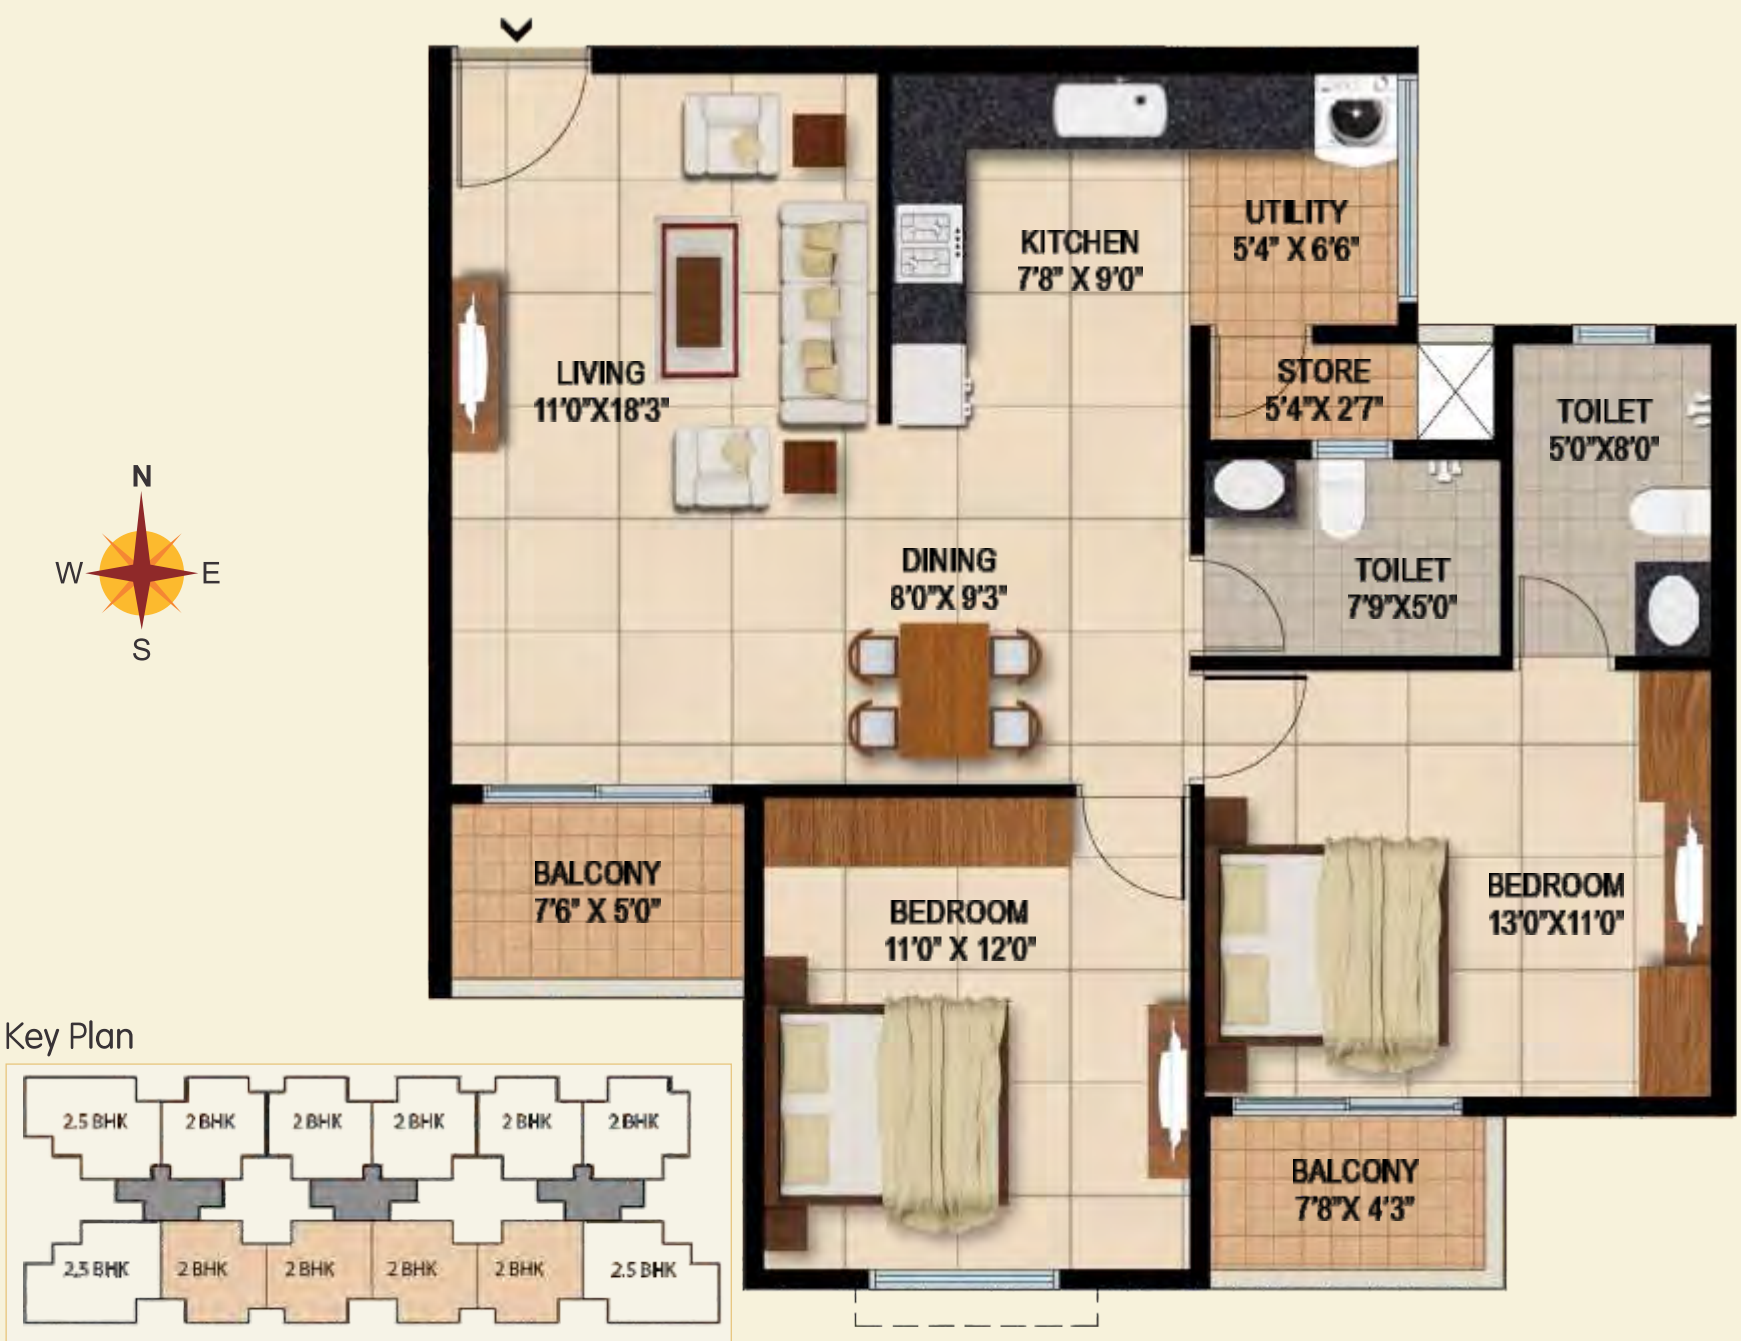 KITCHEN
7'8" X 9'0"
UTILITY
5'4" X 6'6"
LIVING
11'0"X18'3"
STORE
5'4"X 2'7"
TOILET
5'0"X8'0"
N
W E
S
DINING
8'0"X 9'3"
TOILET
7'9"X5'0"
BALCONY
7'6" X 5'0"
BEDROOM
11'0" X 12'0"
BEDROOM
13'0"X11'0"
BALCONY
7'8"X 4'3"
Key Plan
2.5 BHK 2 BHK 2 BHK 2 BHK 2 BHK 2 BHK
2.5 BHK 2 BHK 2 BHK 2 BHK 2 BHK 2.5 BHK